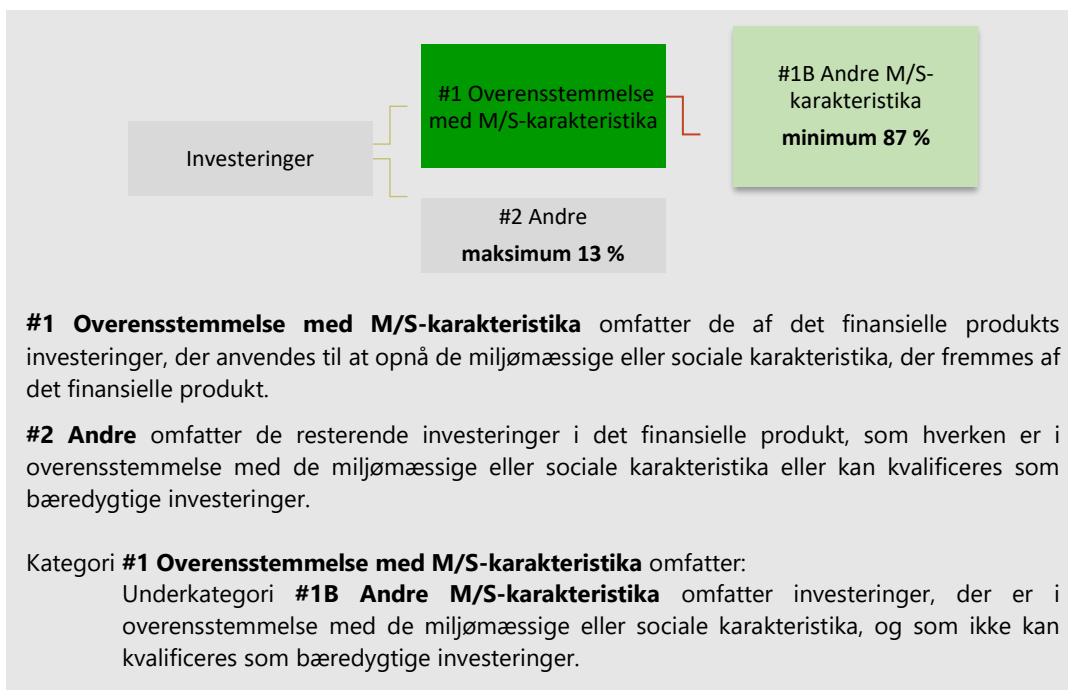 Investeringer
#1 Overensstemmelse
med M/S-karakteristika
#1B Andre M/S-
karakteristika
minimum 87 %
#2 Andre
maksimum 13 %
#1 Overensstemmelse med M/S-karakteristika omfatter de af det finansielle produkts
investeringer, der anvendes til at opnå de miljømæssige eller sociale karakteristika, der fremmes af
det finansielle produkt.
#2 Andre omfatter de resterende investeringer i det finansielle produkt, som hverken er i
overensstemmelse med de miljømæssige eller sociale karakteristika eller kan kvalificeres som
bæredygtige investeringer.
Kategori #1 Overensstemmelse med M/S-karakteristika omfatter:
Underkategori #1B Andre M/S-karakteristika omfatter investeringer, der er i
overensstemmelse med de miljømæssige eller sociale karakteristika, og som ikke kan
kvalificeres som bæredygtige investeringer.